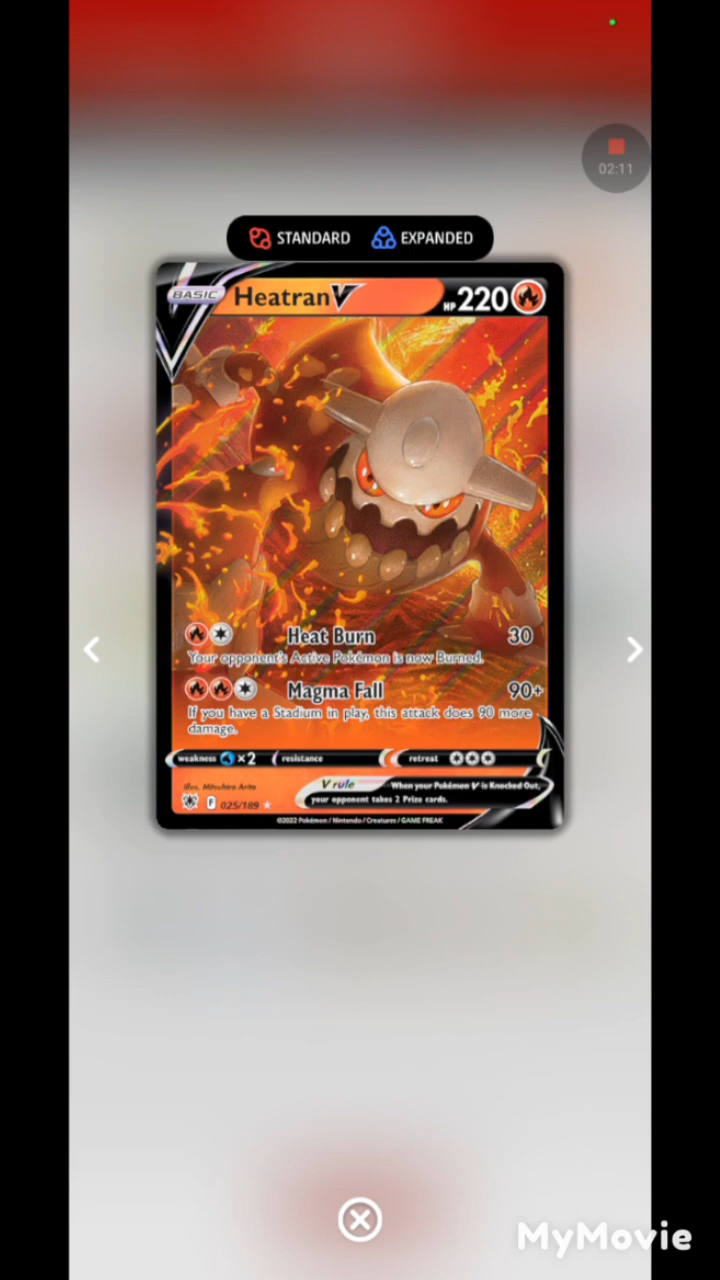 02:11
STANDARD EXPANDED
BASIC Heatran V HP 220
Heat Burn 30
Your opponent's Active Pokémon is now Burned.
Magma Fall 90+
If you have a Stadium in play, this attack does 90 more
damage.
weakness ×2 resistance retreat
V rule When your Pokémon V is Knocked Out,
your opponent takes 2 Prize cards.
Illus. Mitsuhiro Arita
F 025/189
©2022 Pokémon / Nintendo / Creatures / GAME FREAK
MyMovie